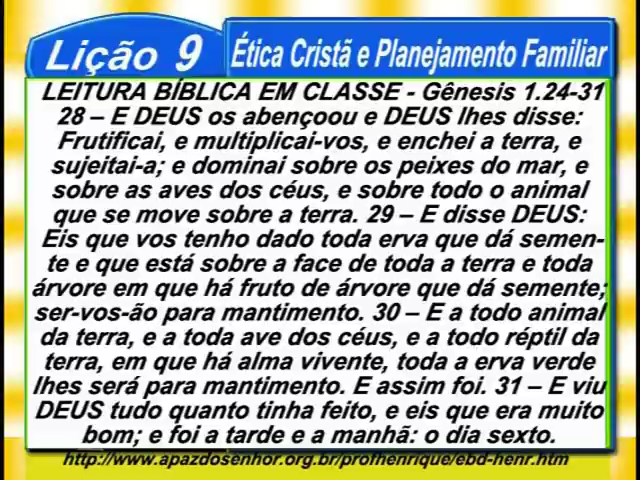 Lição 9 Ética Cristã e Planejamento Familiar
LEITURA BÍBLICA EM CLASSE - Gênesis 1.24-31
28 – E DEUS os abençoou e DEUS lhes disse:
Frutificai, e multiplicai-vos, e enchei a terra, e
sujeitai-a; e dominai sobre os peixes do mar, e
sobre as aves dos céus, e sobre todo o animal
que se move sobre a terra. 29 – E disse DEUS:
Eis que vos tenho dado toda erva que dá semen-
te e que está sobre a face de toda a terra e toda
árvore em que há fruto de árvore que dá semente;
ser-vos-ão para mantimento. 30 – E a todo animal
da terra, e a toda ave dos céus, e a todo réptil da
terra, em que há alma vivente, toda a erva verde
lhes será para mantimento. E assim foi. 31 – E viu
DEUS tudo quanto tinha feito, e eis que era muito
bom; e foi a tarde e a manhã: o dia sexto.
http://www.apazdosenhor.org.br/profhenrique/ebd-henr.htm